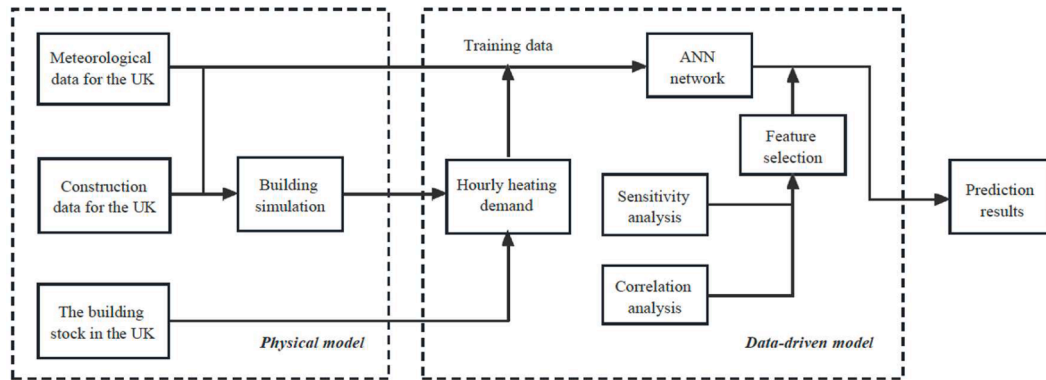 Meteorological
data for the UK
Training data
ANN
network
Feature
selection
Construction
data for the UK
Building
simulation
Hourly heating
demand
Sensitivity
analysis
Prediction
results
Correlation
analysis
The building
stock in the UK
Physical model
Data-driven model